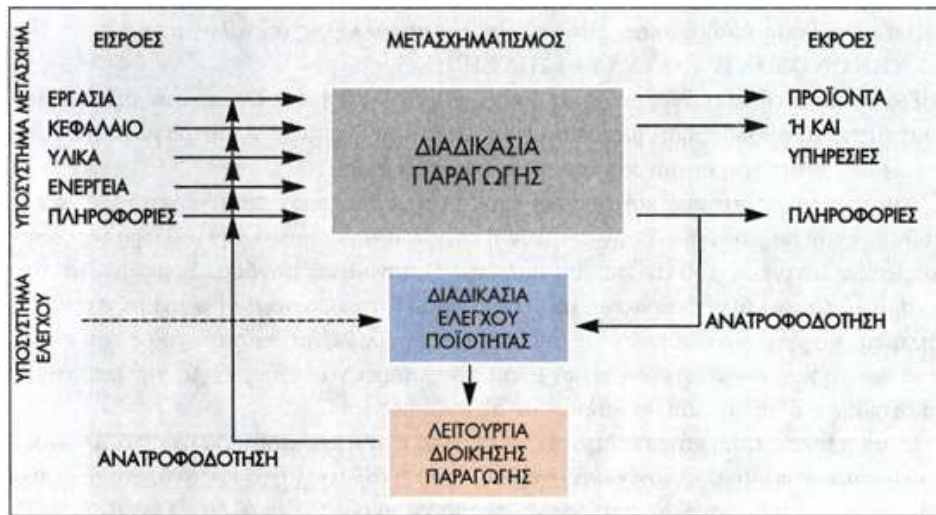 ΕΙΣΡΟΕΣ ΜΕΤΑΣΧΗΜΑΤΙΣΜΟΣ ΕΚΡΟΕΣ
ΥΠΟΣΥΣΤΗΜΑ ΜΕΤΑΣΧΗΜ.
ΕΡΓΑΣΙΑ
ΚΕΦΑΛΑΙΟ
ΥΛΙΚΑ
ΕΝΕΡΓΕΙΑ
ΠΛΗΡΟΦΟΡΙΕΣ
ΔΙΑΔΙΚΑΣΙΑ
ΠΑΡΑΓΩΓΗΣ
ΠΡΟΪΟΝΤΑ
Ή ΚΑΙ
ΥΠΗΡΕΣΙΕΣ
ΠΛΗΡΟΦΟΡΙΕΣ
ΥΠΟΣΥΣΤΗΜΑ
ΕΛΕΓΧΟΥ
ΔΙΑΔΙΚΑΣΙΑ
ΕΛΕΓΧΟΥ
ΠΟΪΟΤΗΤΑΣ
ΑΝΑΤΡΟΦΟΔΟΤΗΣΗ
ΑΝΑΤΡΟΦΟΔΟΤΗΣΗ
ΛΕΙΤΟΥΡΓΙΑ
ΔΙΟΙΚΗΣΗΣ
ΠΑΡΑΓΩΓΗΣ